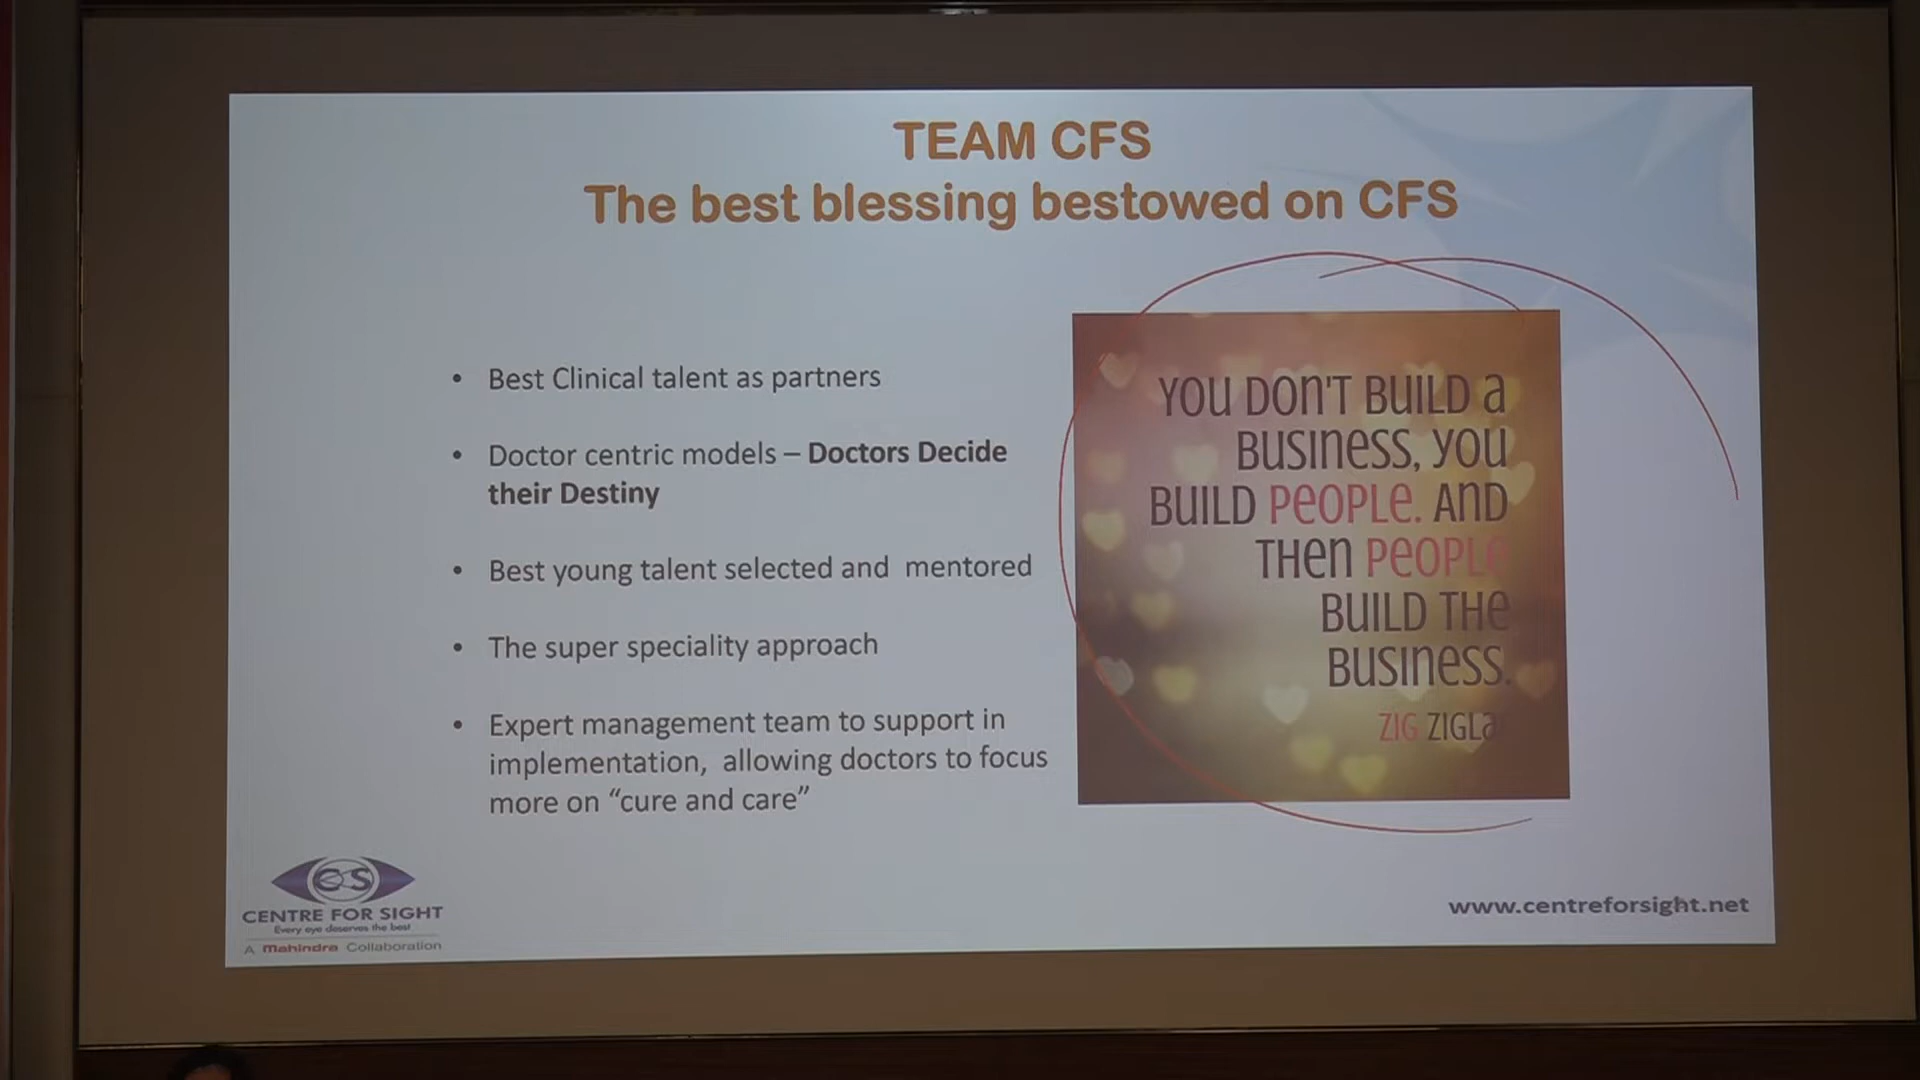 TEAM CFS
The best blessing bestowed on CFS
• Best Clinical talent as partners
• Doctor centric models – Doctors Decide
their Destiny
• Best young talent selected and mentored
• The super speciality approach
• Expert management team to support in
implementation, allowing doctors to focus
more on “cure and care”
YOU DON'T BUILD a
BUSINESS, YOU
BUILD PEOPLE. AND
THEN PEOPLE
BUILD THE
BUSINESS.
ZIG ZIGLa
CFS
CENTRE FOR SIGHT
Every eye deserves the best
A Mahindra Collaboration
www.centreforsight.net